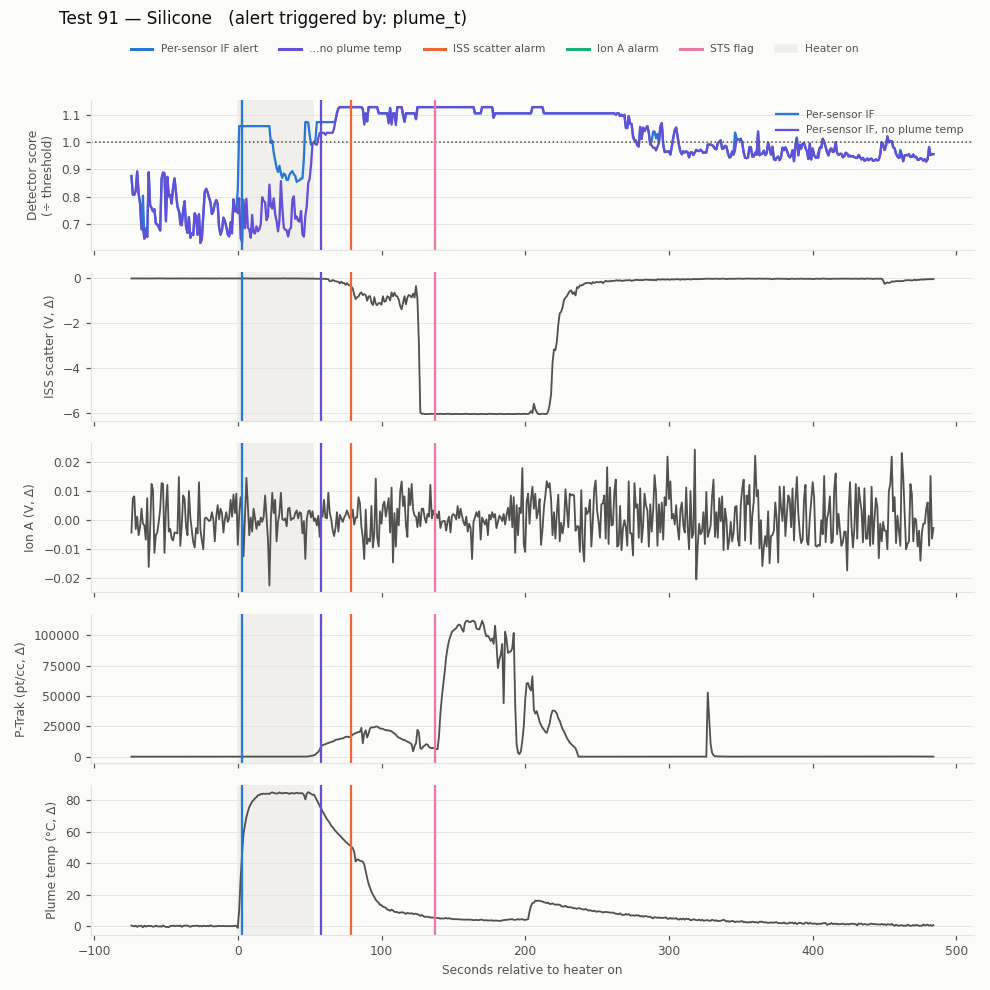 Test 91 — Silicone   (alert triggered by: plume_t)
Per-sensor IF alert
...no plume temp
ISS scatter alarm
Ion A alarm
STS flag
Heater on
Detector score
(÷ threshold)
1.1
1.0
0.9
0.8
0.7
Per-sensor IF
Per-sensor IF, no plume temp
ISS scatter (V, Δ)
0
−2
−4
−6
Ion A (V, Δ)
0.02
0.01
0.00
−0.01
−0.02
P-Trak (pt/cc, Δ)
100000
75000
50000
25000
0
Plume temp (°C, Δ)
80
60
40
20
0
−100
0
100
200
300
400
500
Seconds relative to heater on